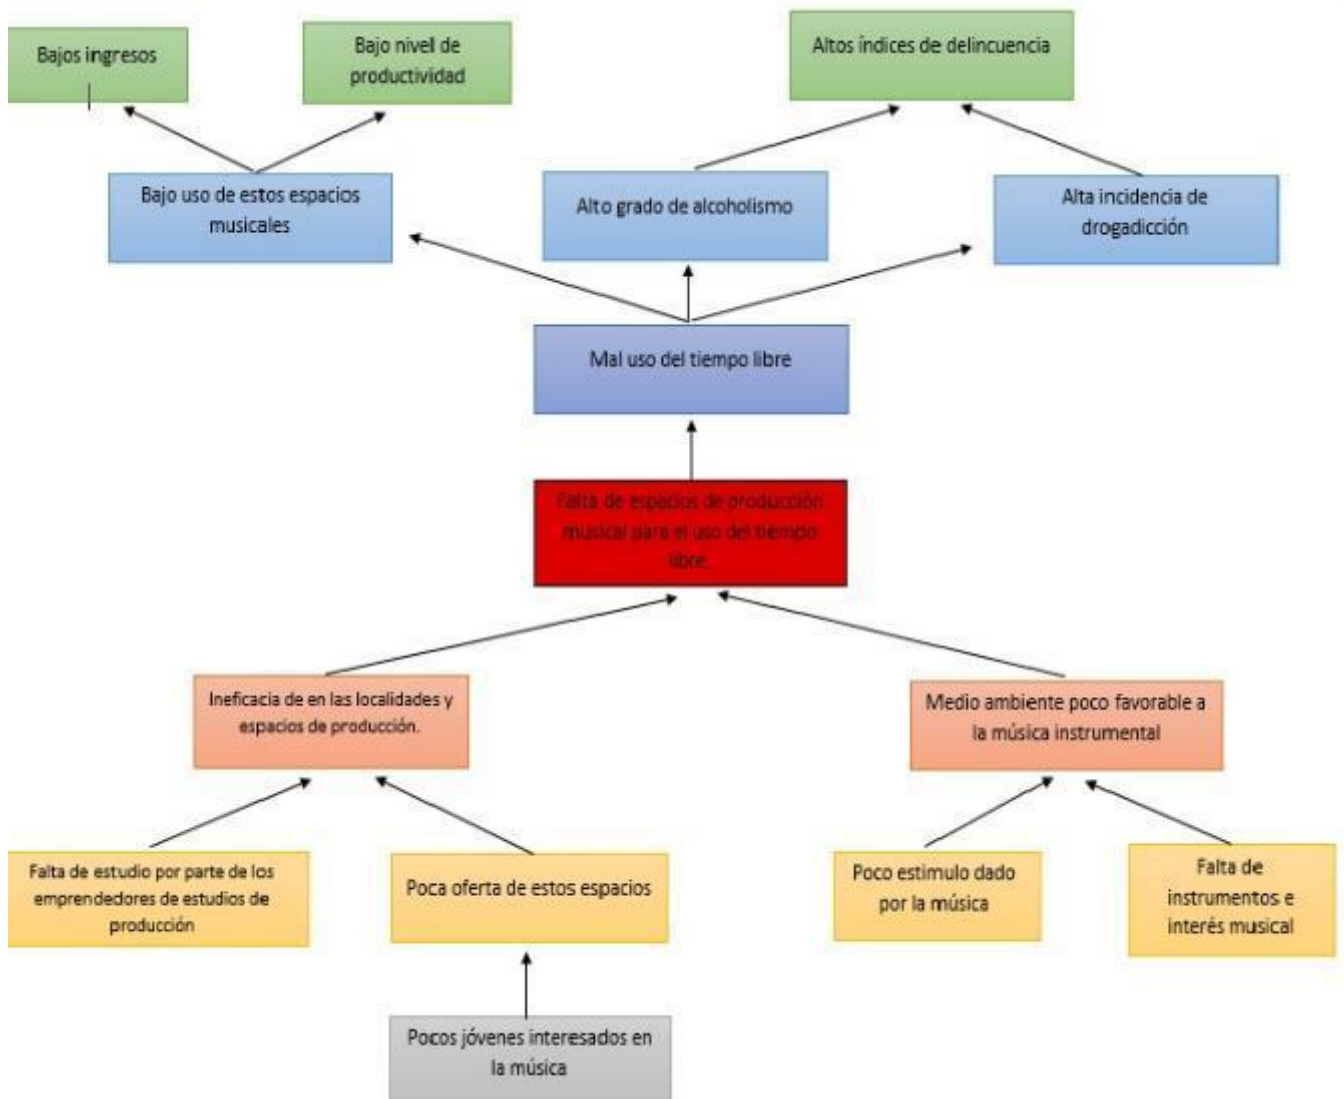 Bajos ingresos
Bajo nivel de
productividad
Altos índices de delincuencia
Bajo uso de estos espacios
musicales
Alto grado de alcoholismo
Alta incidencia de
drogadicción
Mal uso del tiempo libre
Falta de espacios de producción
musical para el uso del tiempo
libre.
Ineficacia de en las localidades y
espacios de producción.
Medio ambiente poco favorable a
la música instrumental
Falta de estudio por parte de los
emprendedores de estudios de
producción
Poca oferta de estos espacios
Poco estimulo dado
por la música
Falta de
instrumentos e
interés musical
Pocos jóvenes interesados en
la música